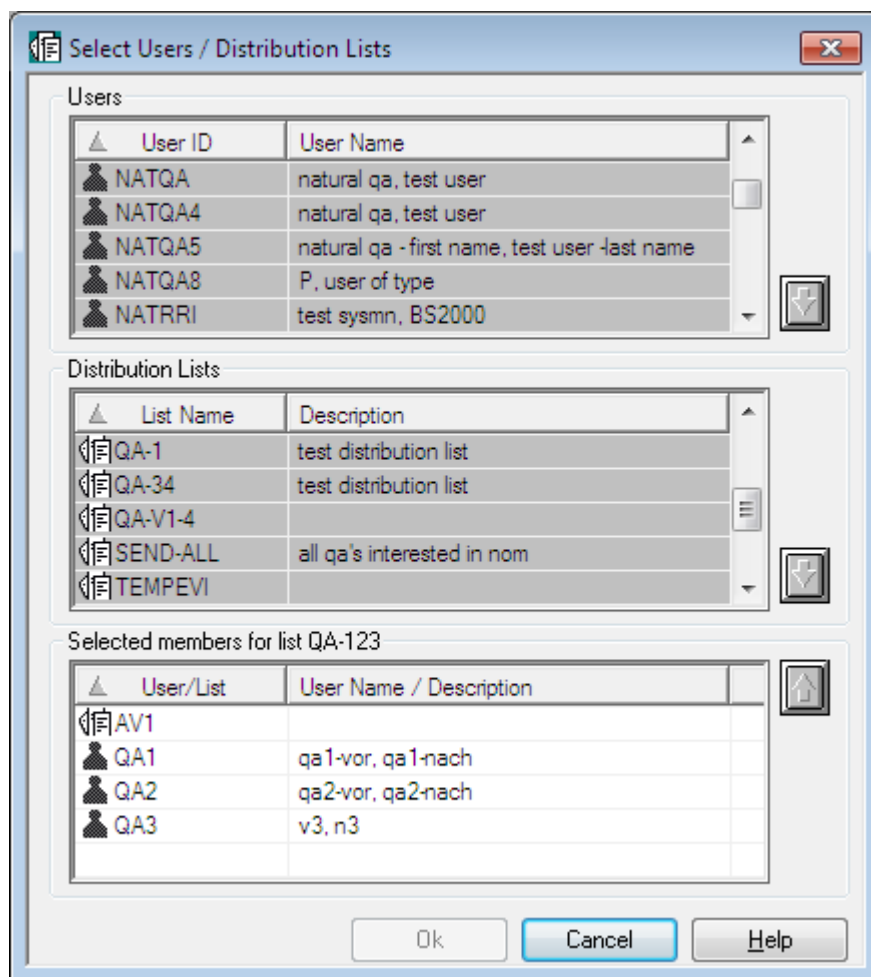 Select Users / Distribution Lists
Users
User ID User Name
NATQA natural qa, test user
NATQA4 natural qa, test user
NATQA5 natural qa - first name, test user -last name
NATQA8 P, user of type
NATRRI test sysmn, BS2000
Distribution Lists
List Name Description
QA-1 test distribution list
QA-34 test distribution list
QA-V1-4
SEND-ALL all qa's interested in nom
TEMPEVI
Selected members for list QA-123
User/List User Name / Description
AV1
QA1 qa1-vor, qa1-nach
QA2 qa2-vor, qa2-nach
QA3 v3, n3
Ok Cancel Help